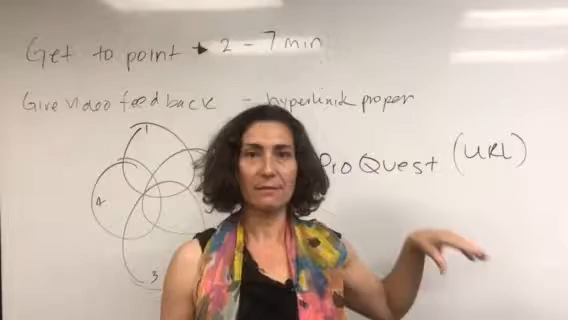 Get to point → 2 - 7 min
Give video feedback - hyperlink proper
ProQuest (URL)
1
4
3